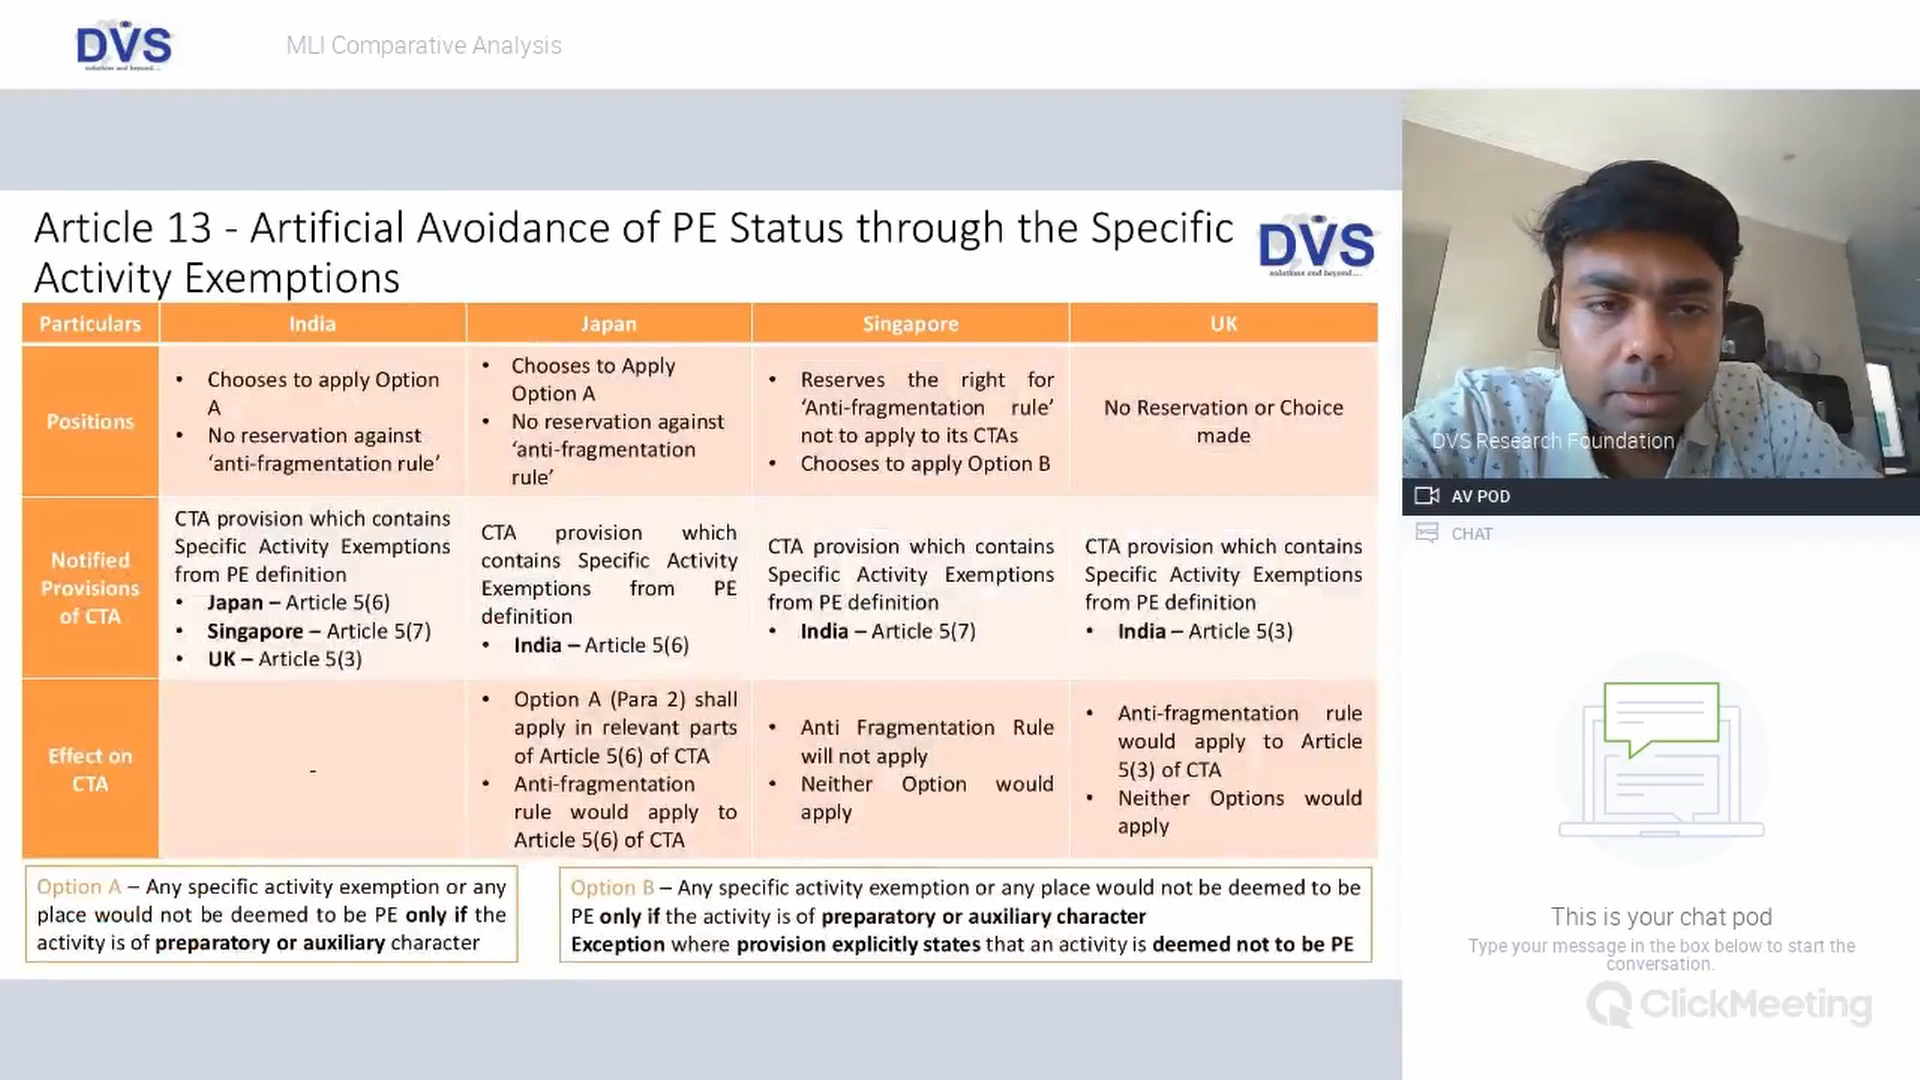 DVS
solutions and beyond....
MLI Comparative Analysis
Article 13 - Artificial Avoidance of PE Status through the Specific
Activity Exemptions
DVS
solutions and beyond....
Particulars
India
Japan
Singapore
UK
Positions
• Chooses to apply Option
A
• No reservation against
‘anti-fragmentation rule’
• Chooses to Apply
Option A
• No reservation against
‘anti-fragmentation
rule’
• Reserves the right for
‘Anti-fragmentation rule’
not to apply to its CTAs
• Chooses to apply Option B
No Reservation or Choice
made
Notified
Provisions
of CTA
CTA provision which contains
Specific Activity Exemptions
from PE definition
• Japan – Article 5(6)
• Singapore – Article 5(7)
• UK – Article 5(3)
CTA provision which
contains Specific Activity
Exemptions from PE
definition
• India – Article 5(6)
CTA provision which contains
Specific Activity Exemptions
from PE definition
• India – Article 5(7)
CTA provision which contains
Specific Activity Exemptions
from PE definition
• India – Article 5(3)
Effect on
CTA
-
• Option A (Para 2) shall
apply in relevant parts
of Article 5(6) of CTA
• Anti-fragmentation
rule would apply to
Article 5(6) of CTA
• Anti Fragmentation Rule
will not apply
• Neither Option would
apply
• Anti-fragmentation rule
would apply to Article
5(3) of CTA
• Neither Options would
apply
Option A – Any specific activity exemption or any
place would not be deemed to be PE only if the
activity is of preparatory or auxiliary character
Option B – Any specific activity exemption or any place would not be deemed to be
PE only if the activity is of preparatory or auxiliary character
Exception where provision explicitly states that an activity is deemed not to be PE
DVS Research Foundation
AV POD
CHAT
This is your chat pod
Type your message in the box below to start the
conversation.
ClickMeeting